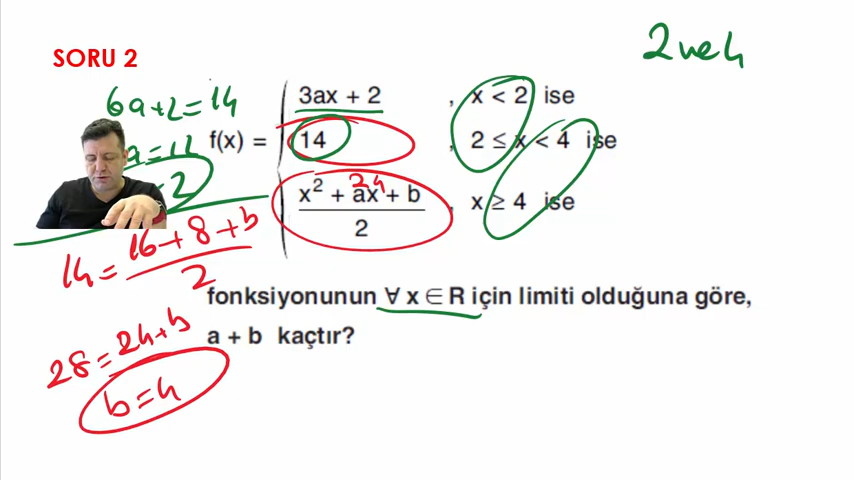 2 ve 4
SORU 2
6a+2=14
a=12
=2
3ax + 2 , x < 2 ise
f(x) = 14 , 2 ≤ x < 4 ise
x² + ax + b , x ≥ 4 ise
2
24
14 = 16+8+b
2
28 = 24+b
b=4
fonksiyonunun ∀ x ∈ R için limiti olduğuna göre,
a + b kaçtır?